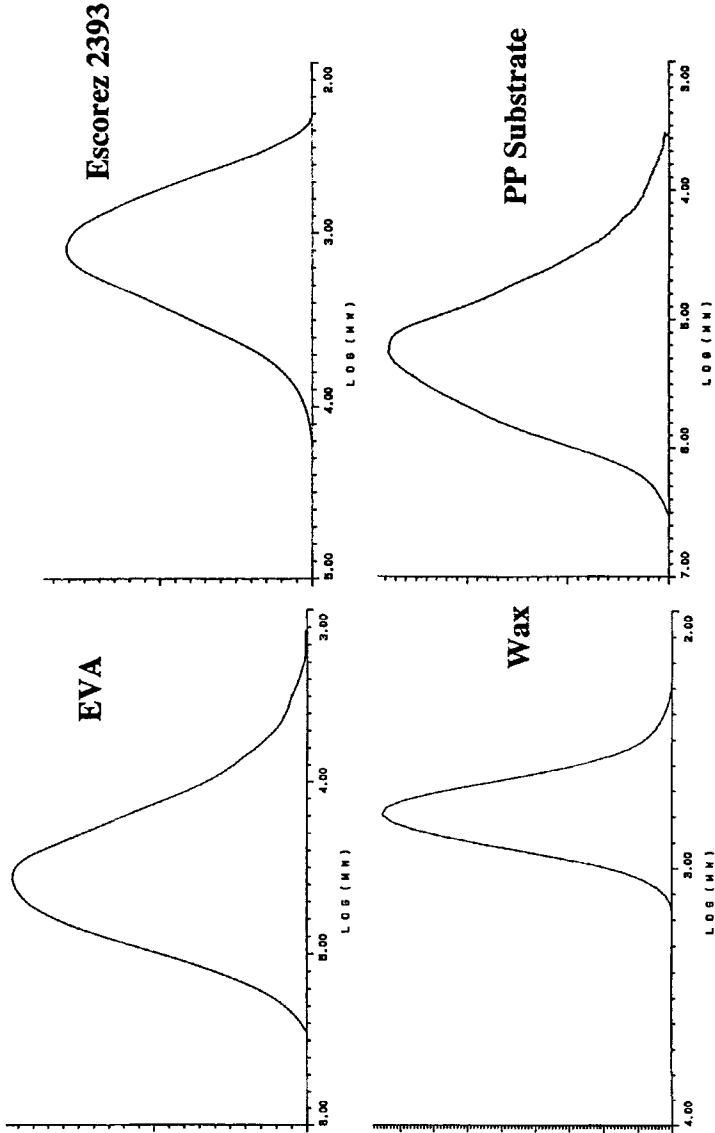 EVA
6.00 5.00 4.00 3.00
LOG(MW)
Escorez 2393
5.00 4.00 3.00 2.00
LOG(MW)
Wax
4.00 3.00 2.00
LOG(MW)
PP Substrate
7.00 6.00 5.00 4.00 3.00
LOG(MW)